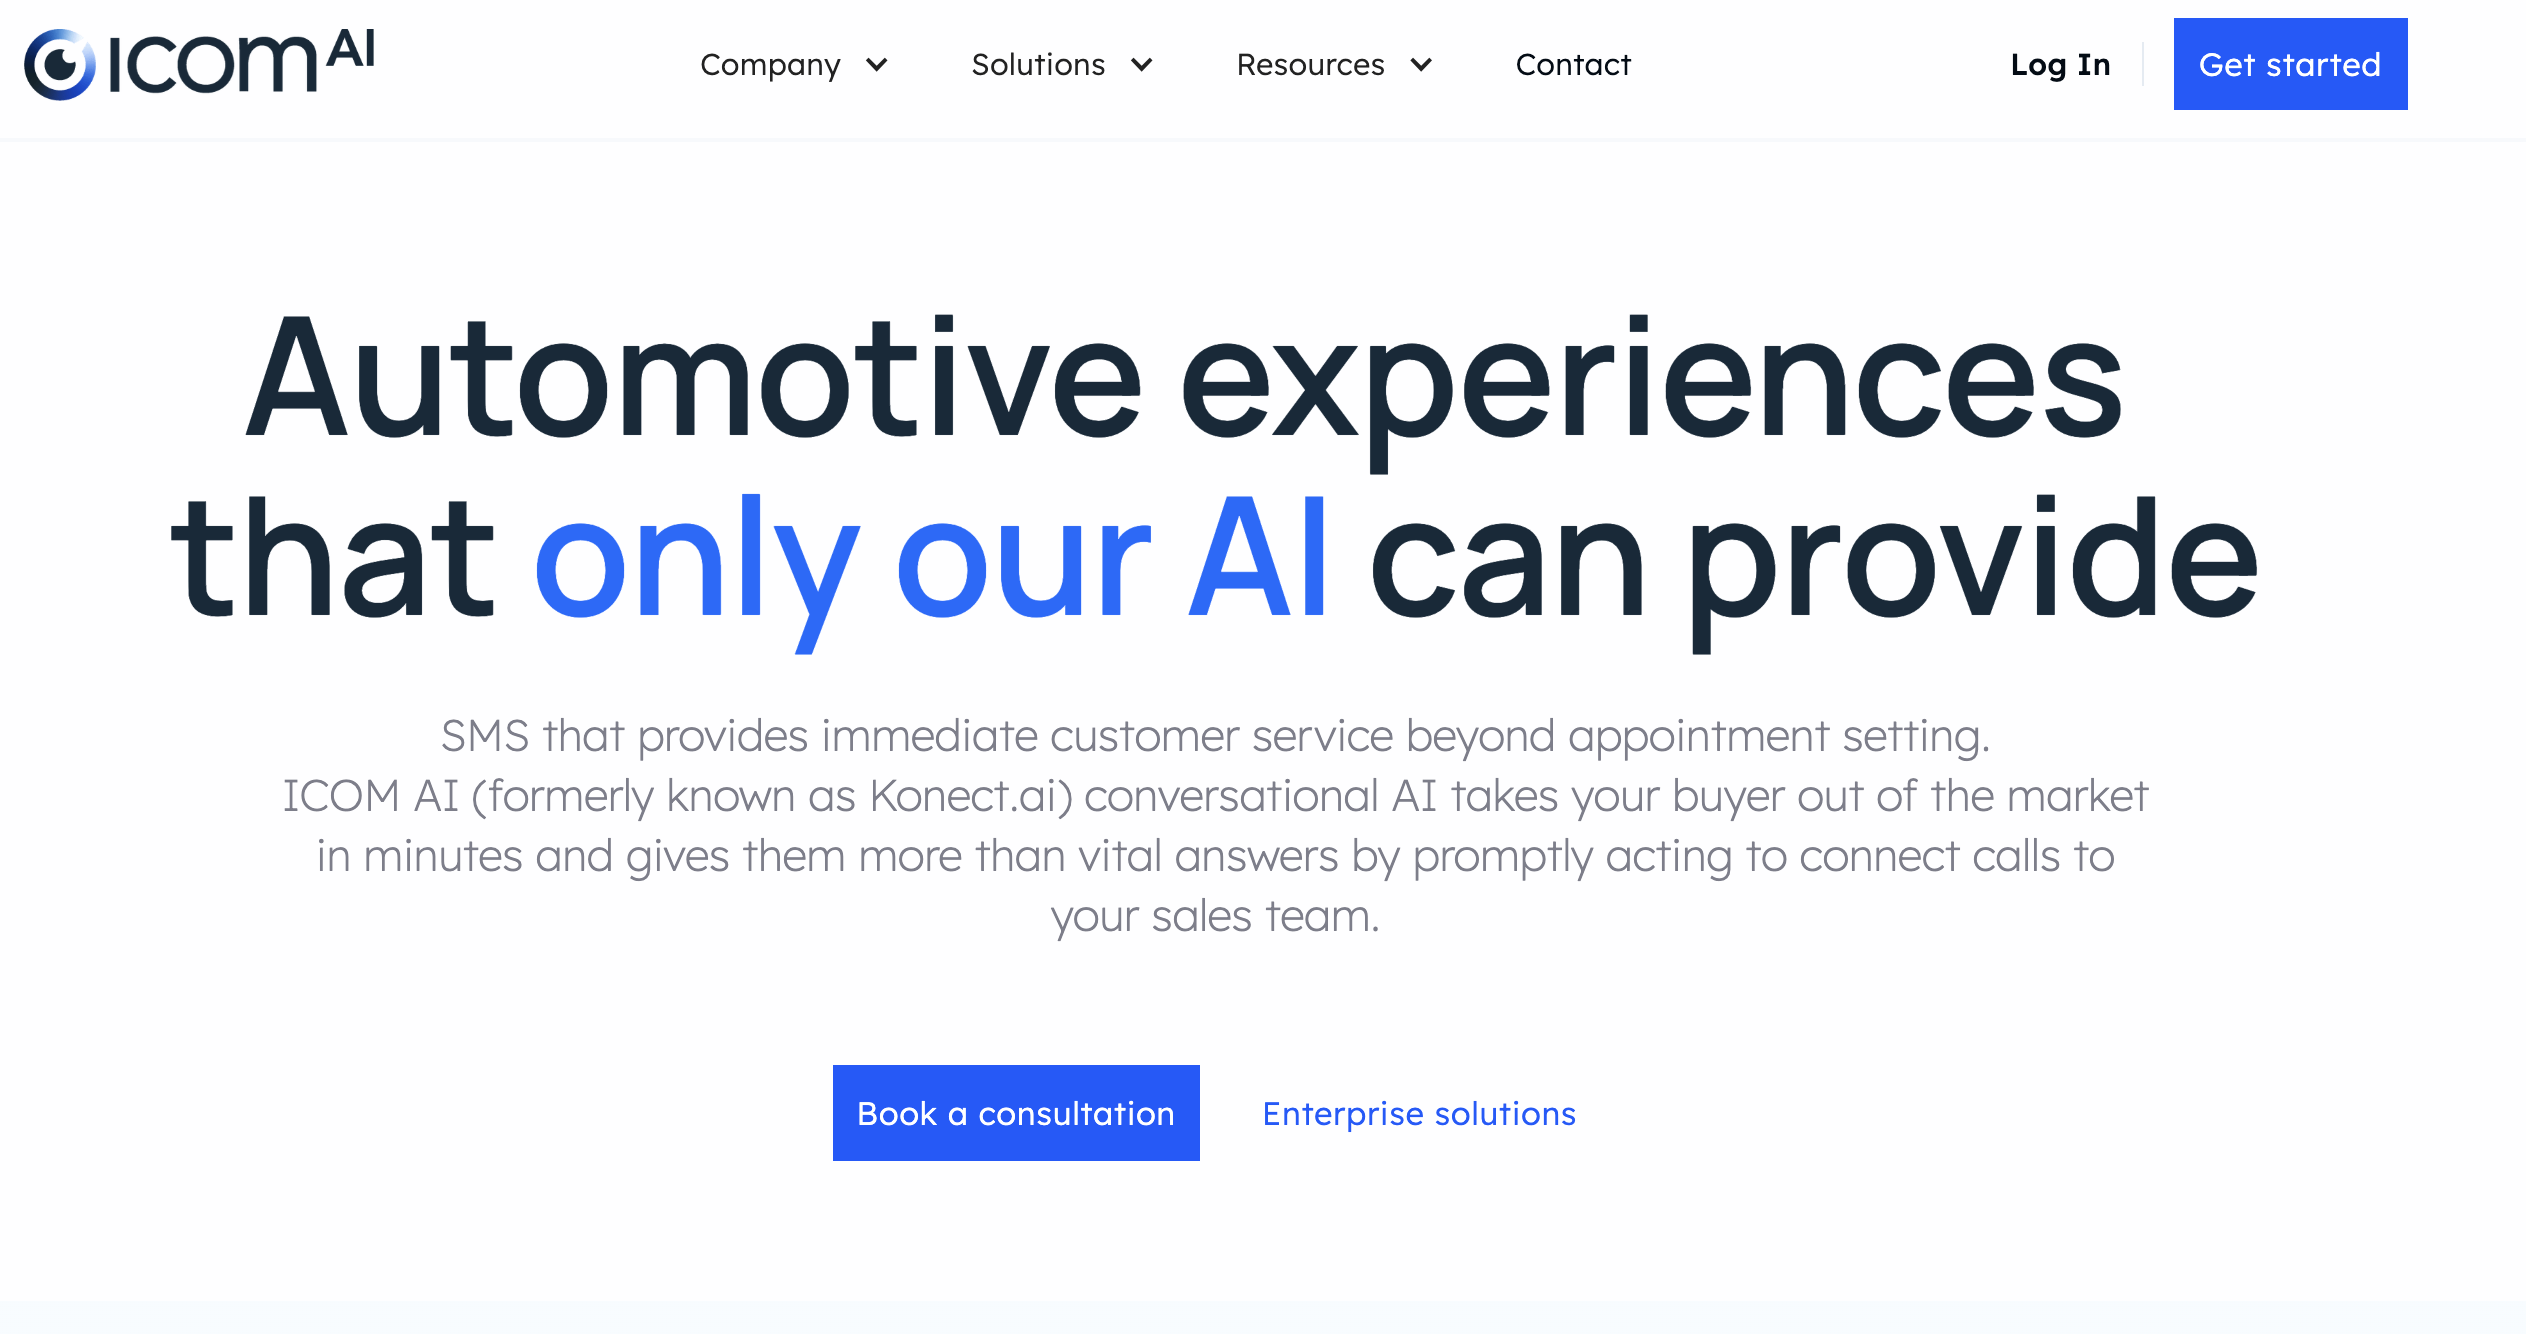 ICOM AI
Company
Solutions
Resources
Contact
Log In
Get started
Automotive experiences
that only our AI can provide
SMS that provides immediate customer service beyond appointment setting.
ICOM AI (formerly known as Konect.ai) conversational AI takes your buyer out of the market
in minutes and gives them more than vital answers by promptly acting to connect calls to
your sales team.
Book a consultation
Enterprise solutions